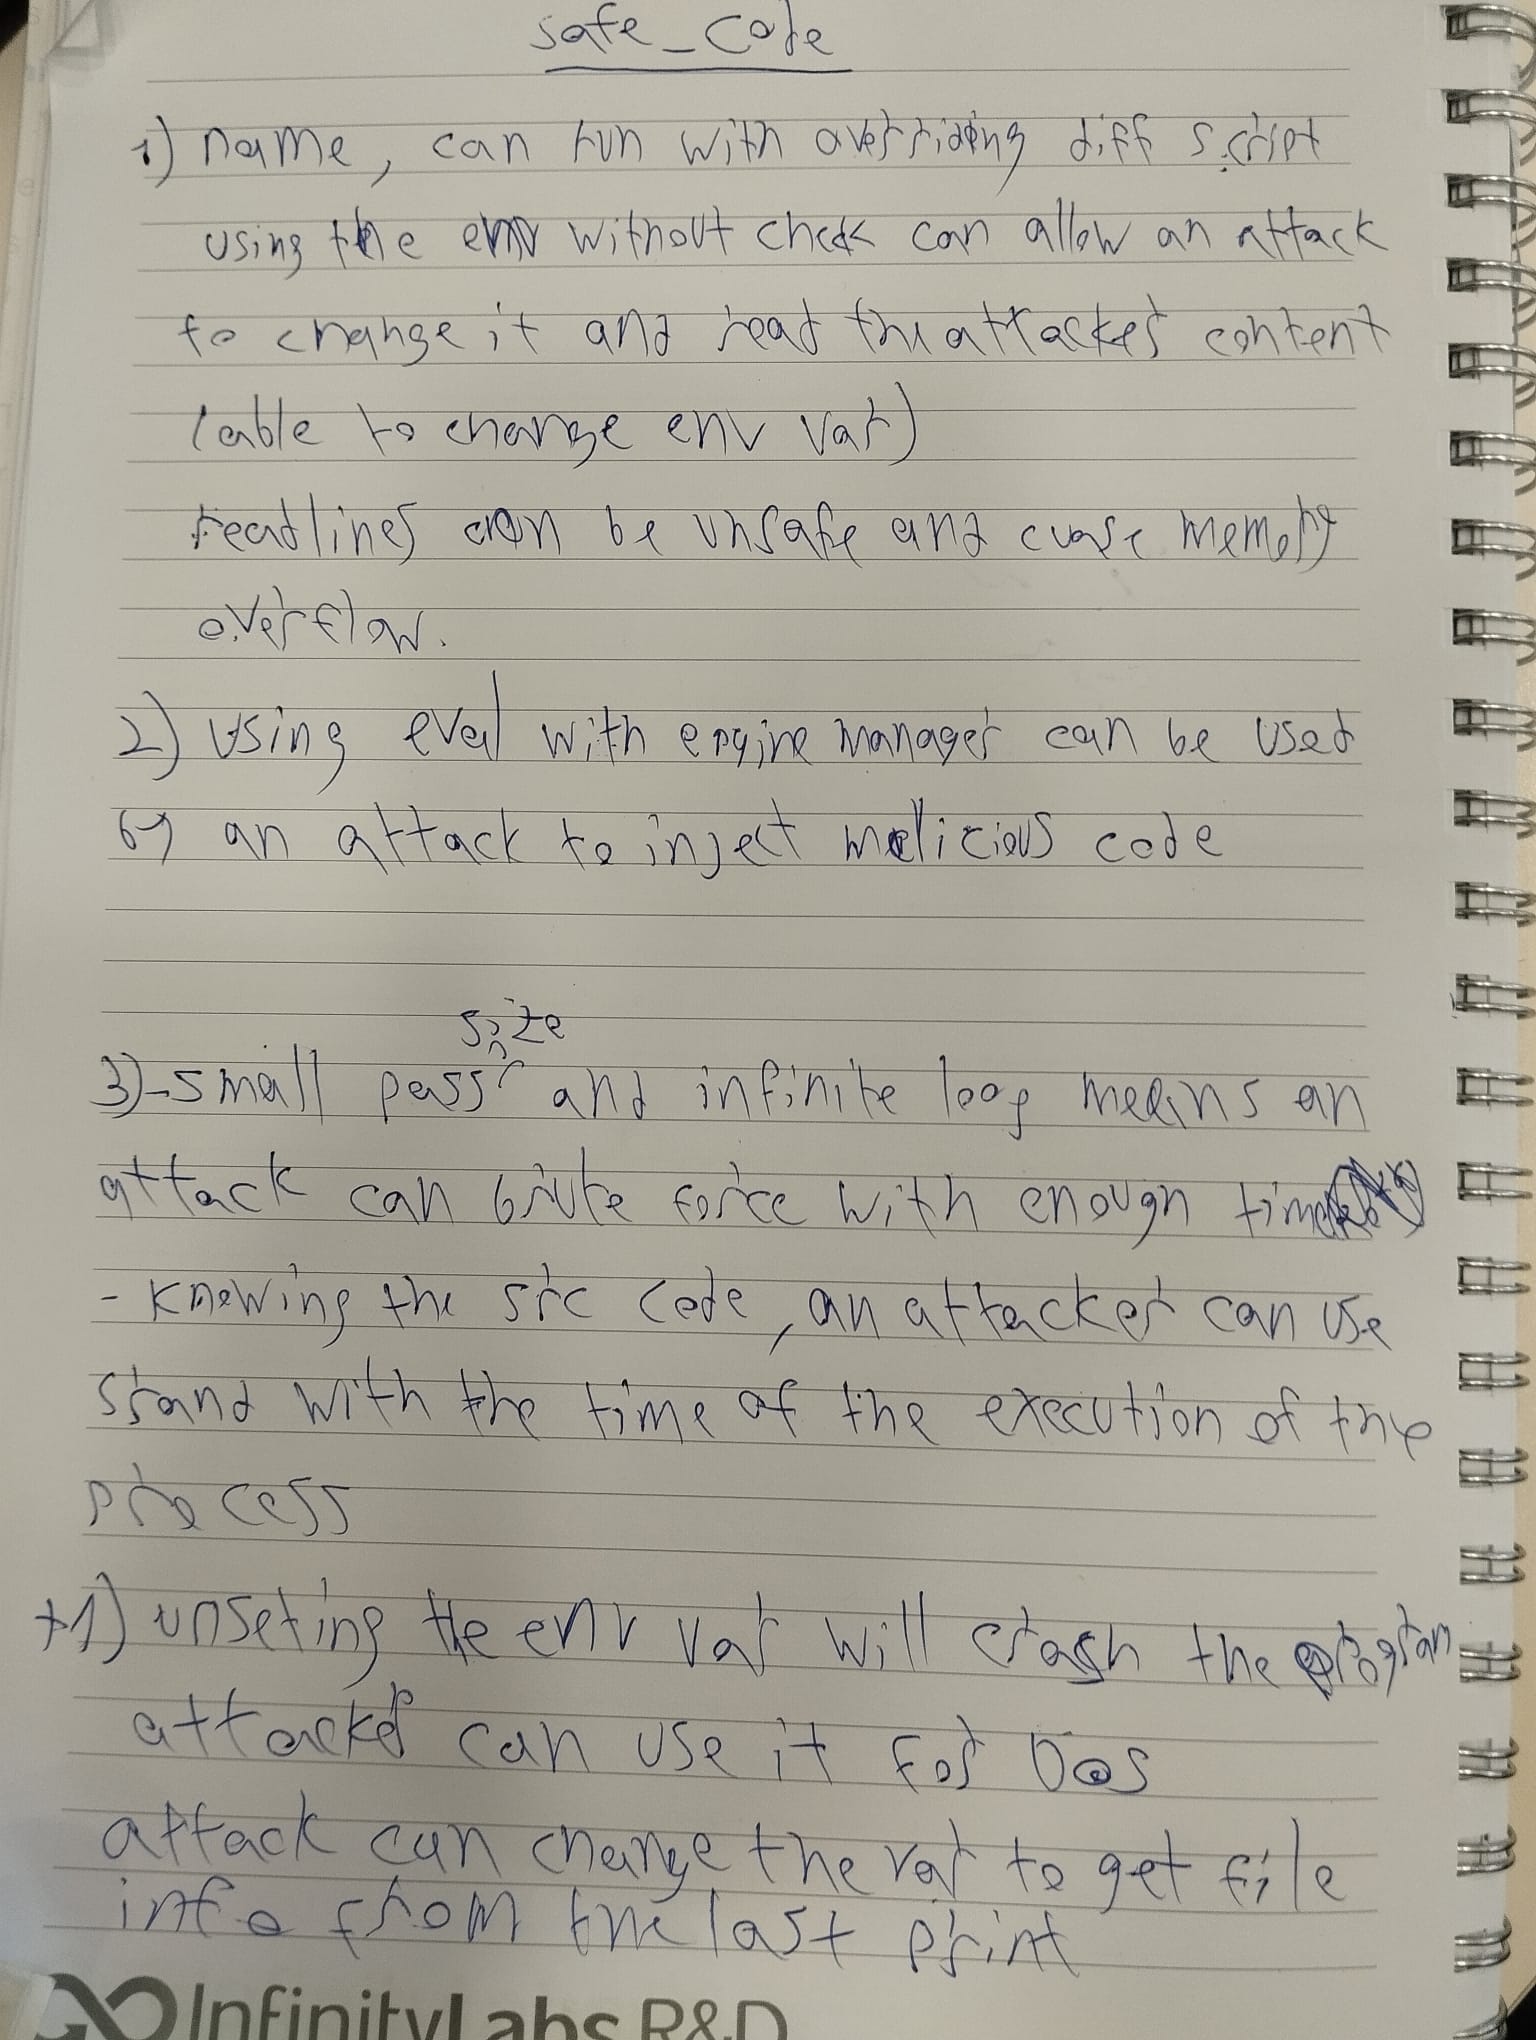 safe_code
1) name, can run with overriding diff script
using the env without check can allow an attack
to change it and read the attacker content
(able to change env var)
readlines can be unsafe and cuase memory
overflow.
2) using eval with engine manager can be used
by an attack to inject malicious code
size
3)-small pass and infinite loop means an
attack can brute force with enough time
- knowing the src code, an attacker can use
srand with the time of the execution of the
process
+1) unseting the env var will crash the program
attacker can use it for Dos
attack can change the var to get file
info from the last print
InfinityLabs R&D